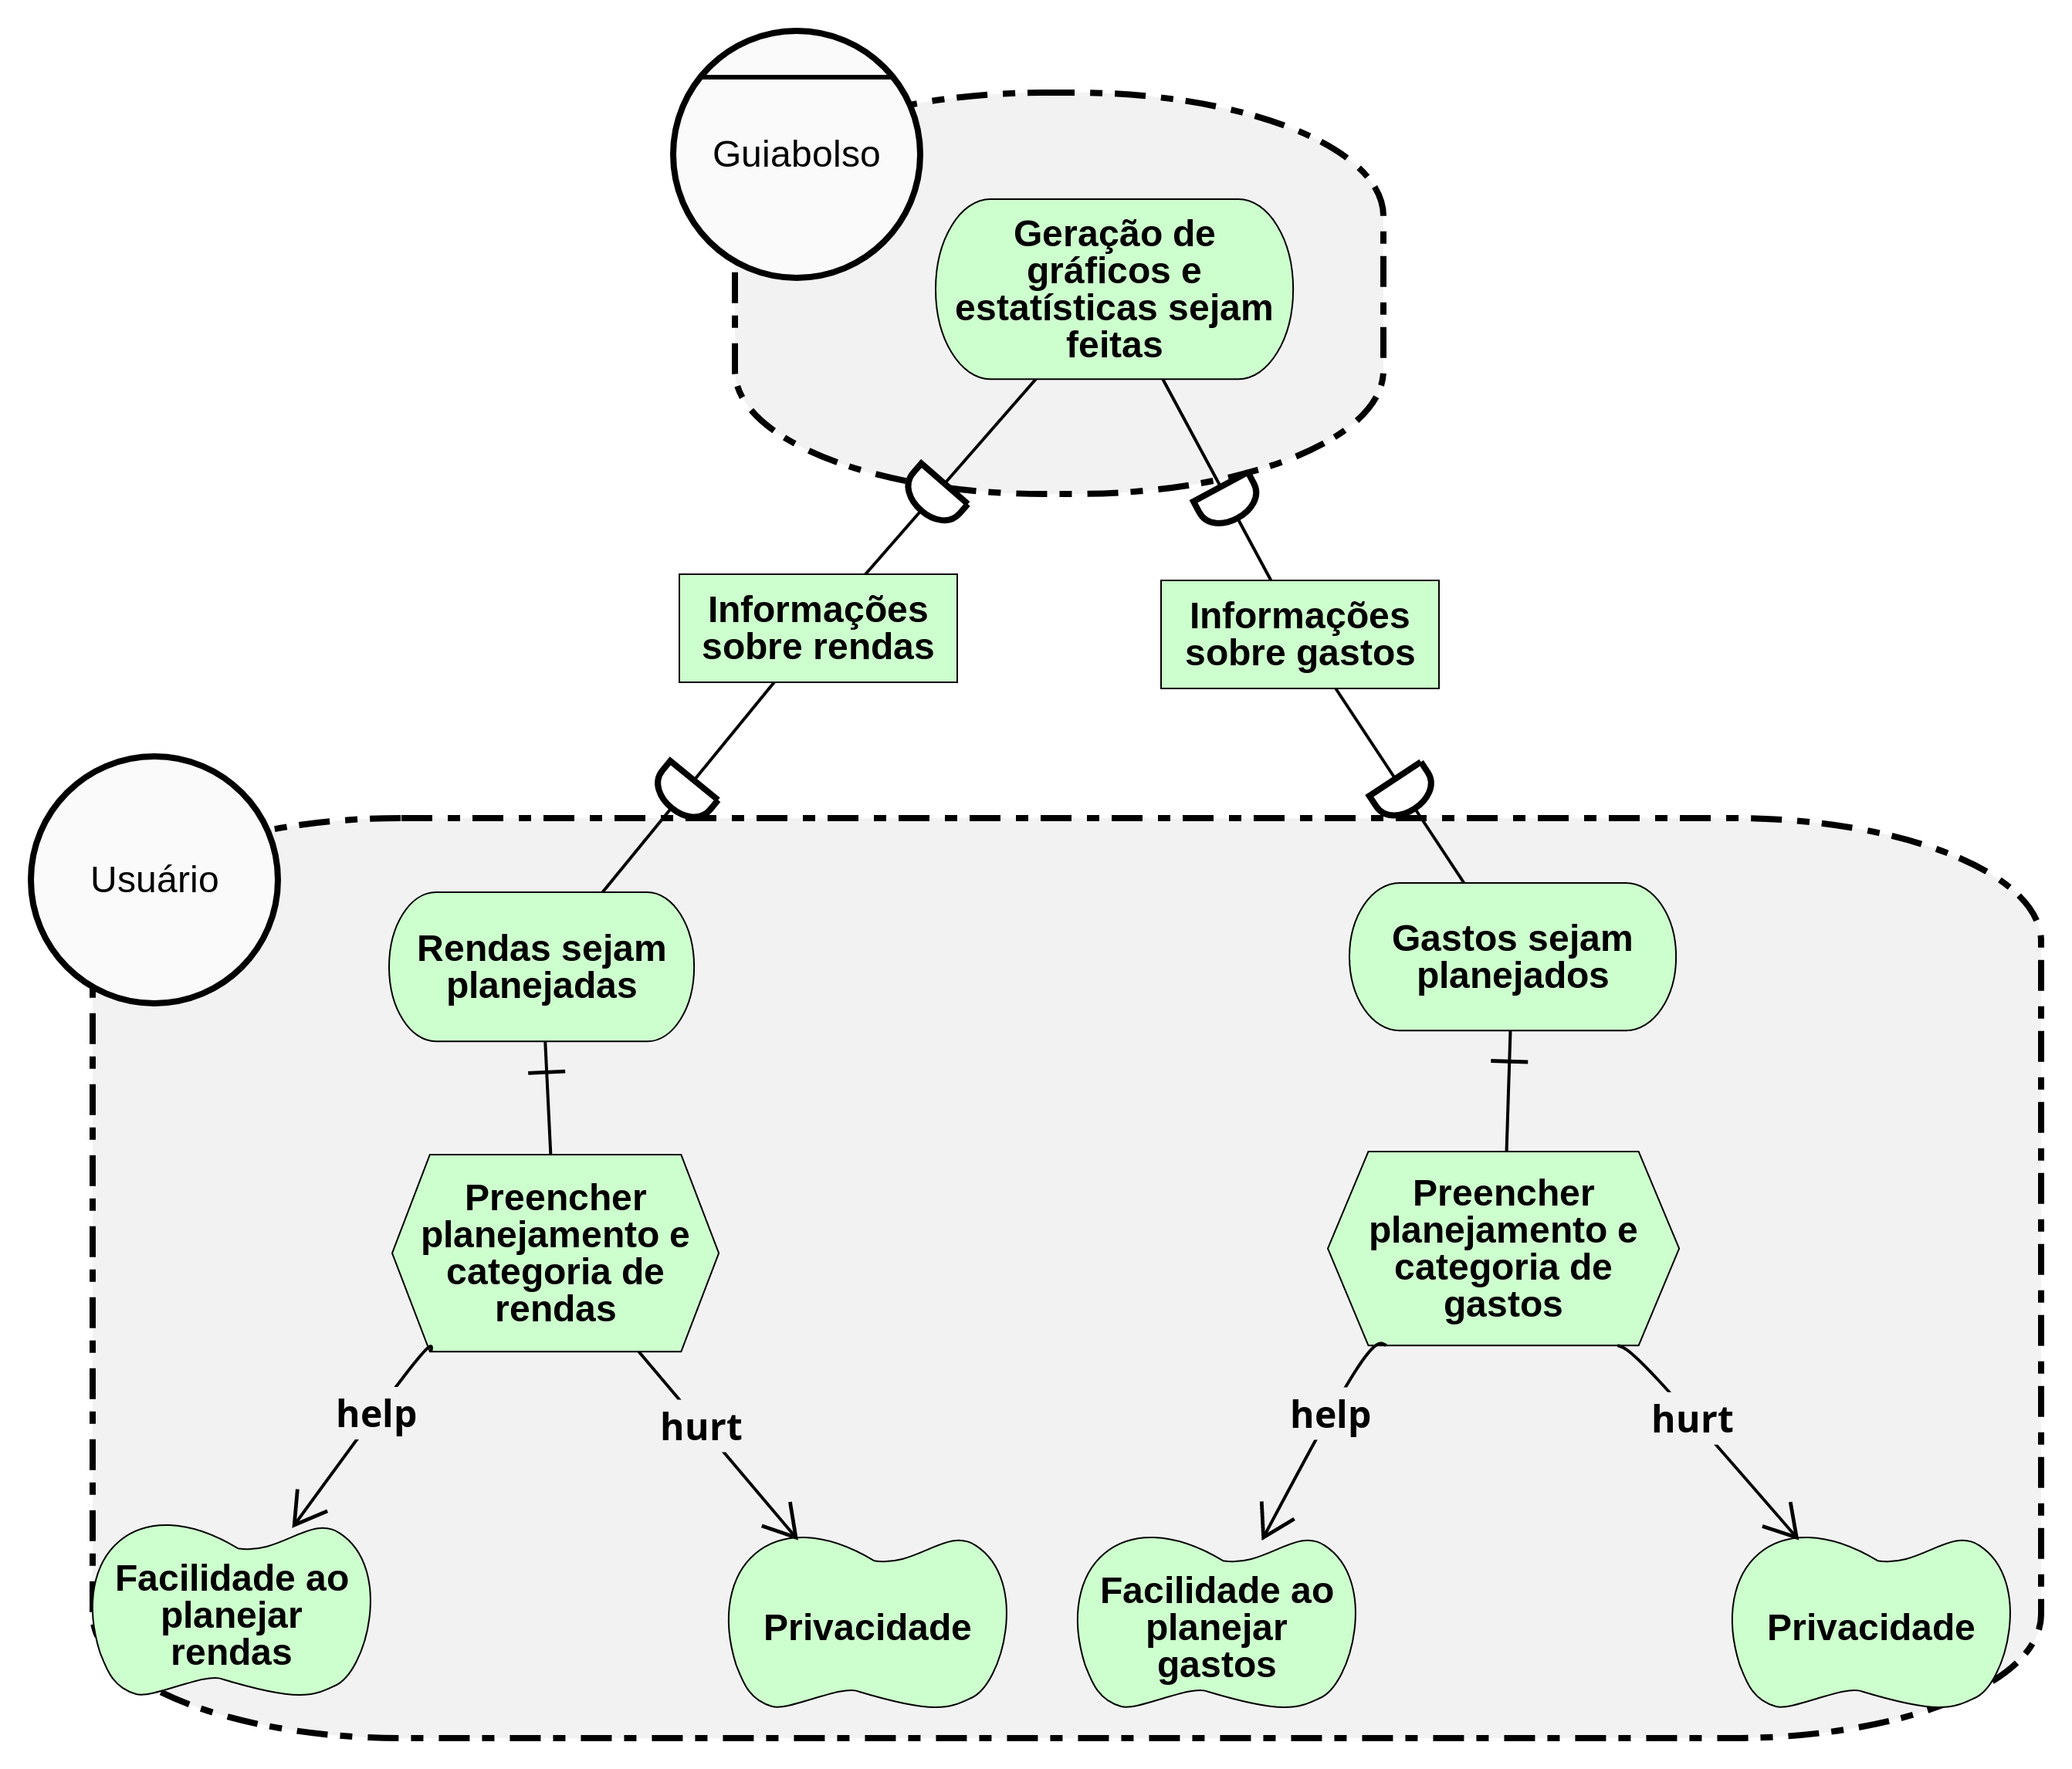 Guiabolso
Geração de
gráficos e
estatísticas sejam
feitas
Informações
sobre rendas
Informações
sobre gastos
Usuário
Rendas sejam
planejadas
Gastos sejam
planejados
Preencher
planejamento e
categoria de
rendas
Preencher
planejamento e
categoria de
gastos
help
hurt
help
hurt
Facilidade ao
planejar
rendas
Privacidade
Facilidade ao
planejar
gastos
Privacidade